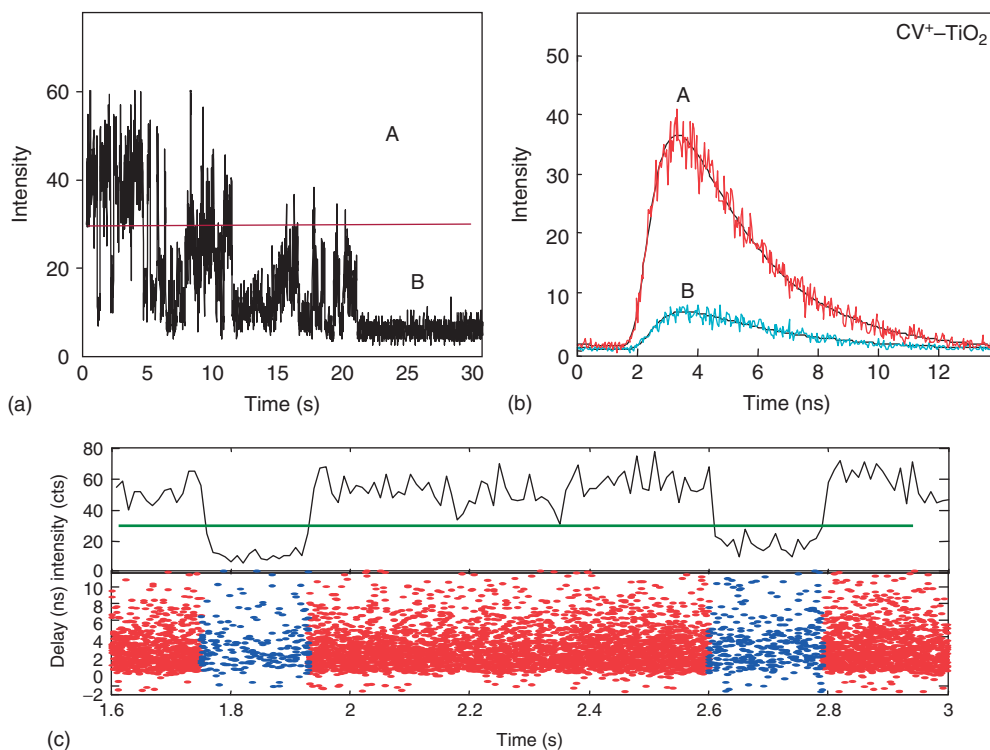 60
40
20
0
Intensity
A
B
0 5 10 15 20 25 30
Time (s)
(a)
CV+–TiO2
50
40
30
20
10
0
Intensity
A
B
0 2 4 6 8 10 12
Time (ns)
(b)
80
60
40
20
0
10
8
6
4
2
0
−2
Delay (ns) intensity (cts)
1.6 1.8 2 2.2 2.4 2.6 2.8 3
Time (s)
(c)